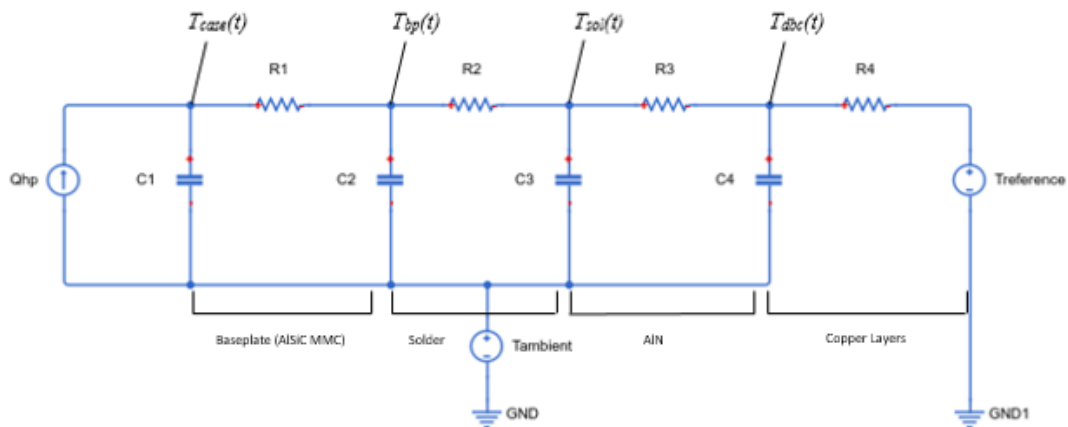 Tcase(t) Tbp(t) Tsol(t) Tdbc(t)
R1 R2 R3 R4
Qhp C1 C2 C3 C4 Treference
Baseplate (AlSiC MMC) Solder Tambient AlN Copper Layers
GND GND1